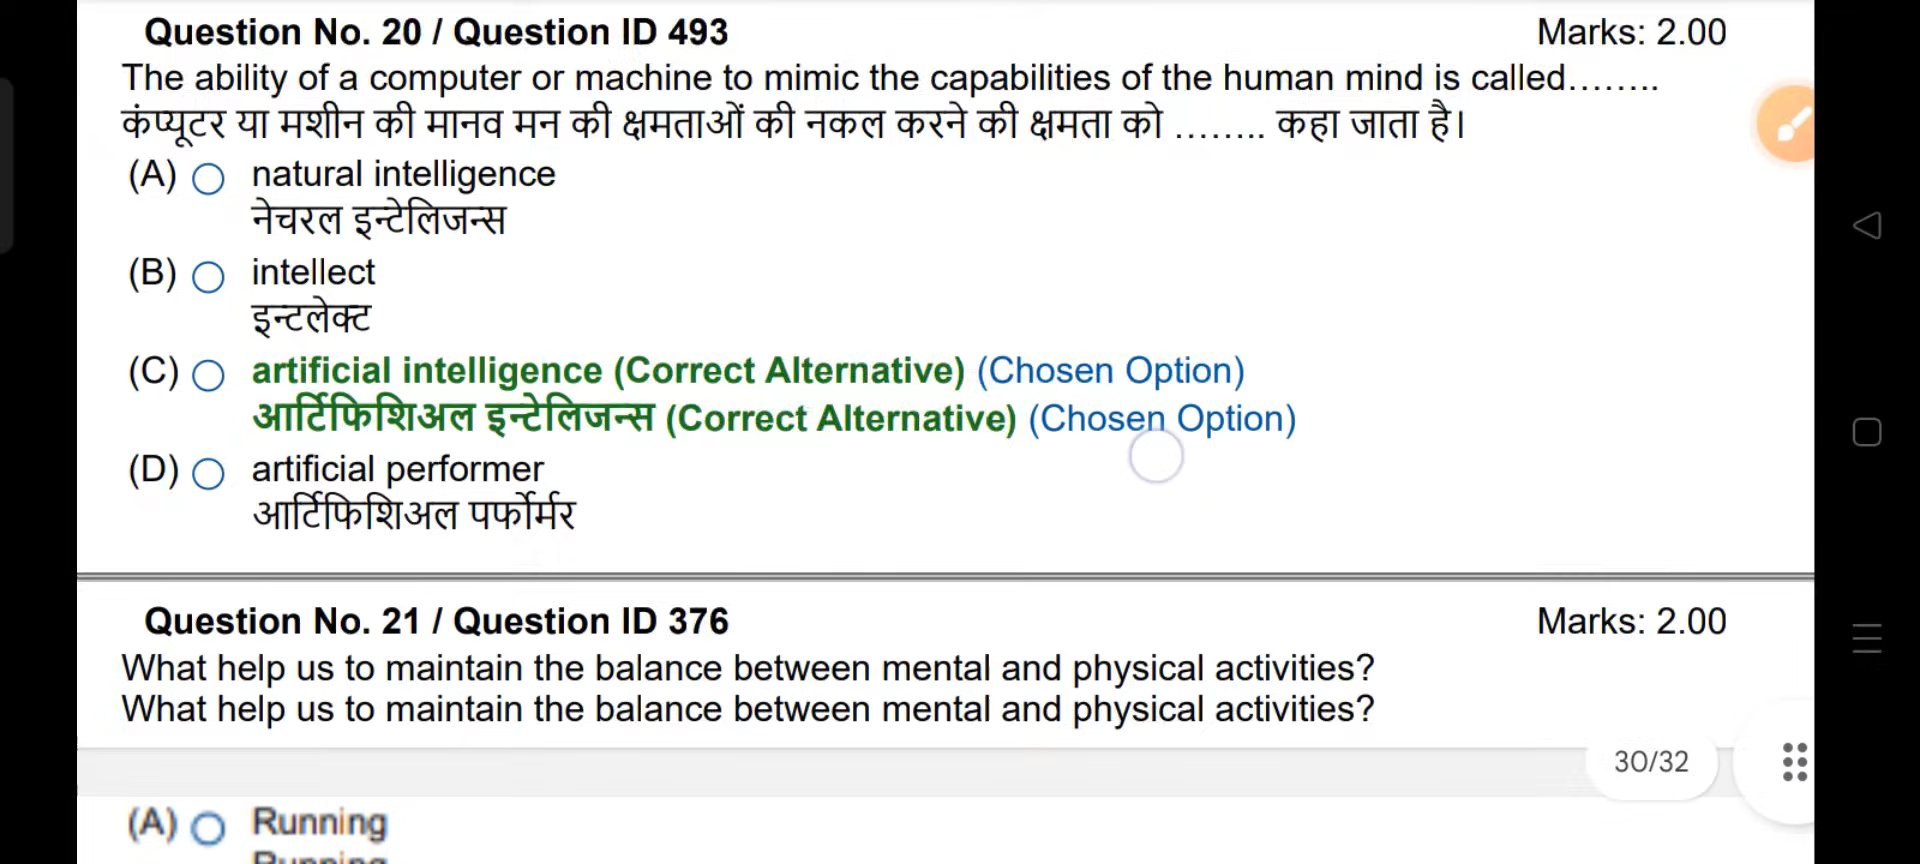 Question No. 20 / Question ID 493 Marks: 2.00
The ability of a computer or machine to mimic the capabilities of the human mind is called........
कंप्यूटर या मशीन की मानव मन की क्षमताओं की नकल करने की क्षमता को ........ कहा जाता है।
(A) natural intelligence
नेचरल इन्टेलिजन्स
(B) intellect
इन्टलेक्ट
(C) artificial intelligence (Correct Alternative) (Chosen Option)
आर्टिफिशिअल इन्टेलिजन्स (Correct Alternative) (Chosen Option)
(D) artificial performer
आर्टिफिशिअल पर्फोर्मर
Question No. 21 / Question ID 376 Marks: 2.00
What help us to maintain the balance between mental and physical activities?
What help us to maintain the balance between mental and physical activities?
30/32
(A) Running
Running